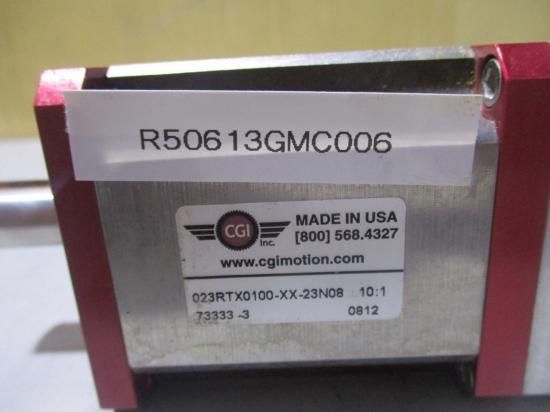 R50613GMC006
CGI
Inc.
MADE IN USA
[800] 568.4327
www.cgimotion.com
023RTX0100-XX-23N08 10:1
73333 -3 0812